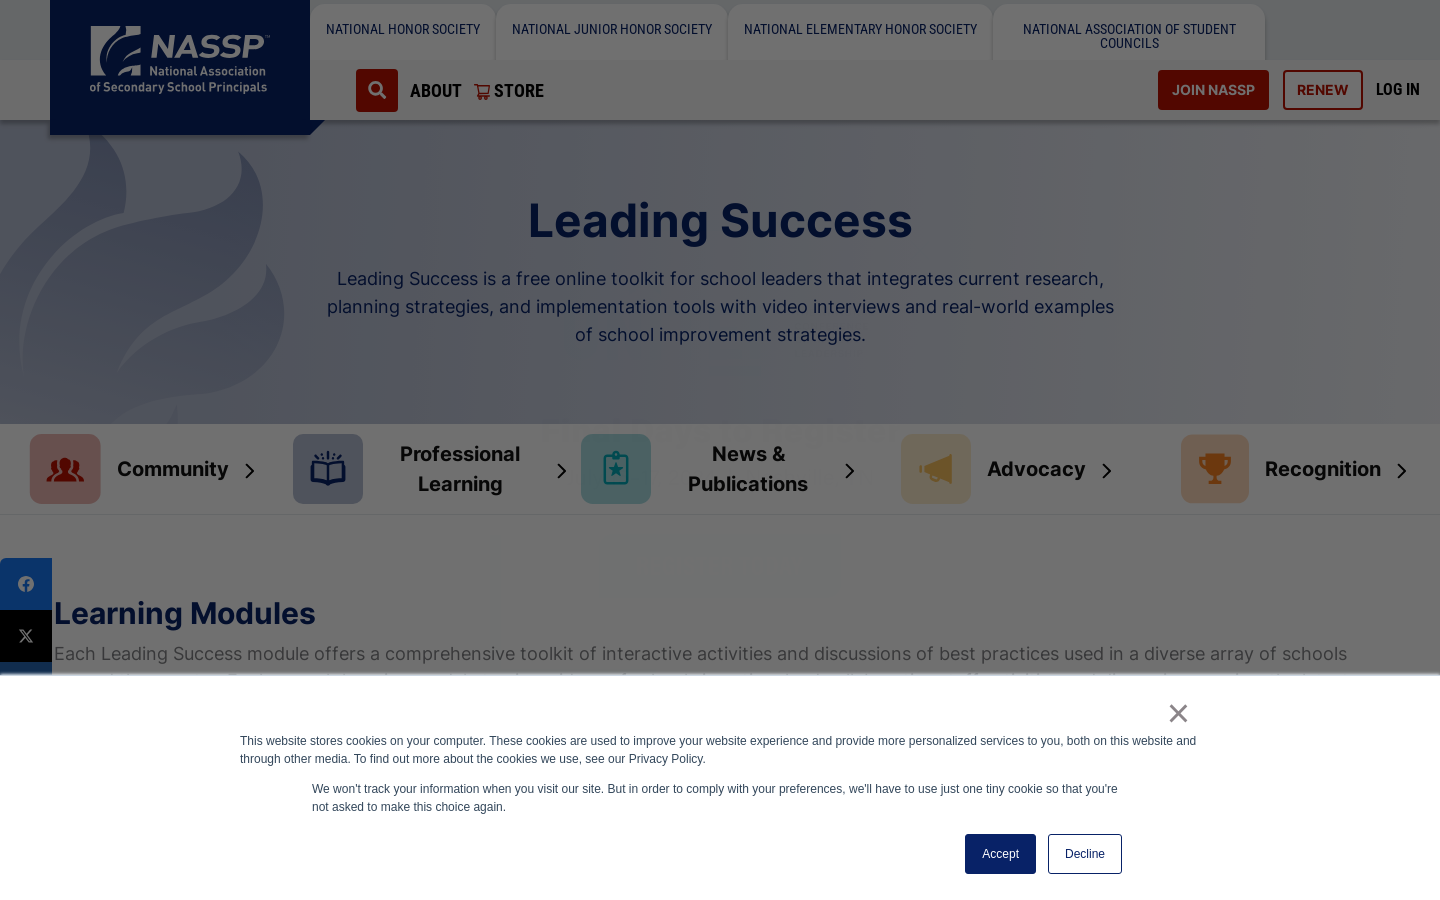 NASSP
National Association
of Secondary School Principals
NATIONAL HONOR SOCIETY
NATIONAL JUNIOR HONOR SOCIETY
NATIONAL ELEMENTARY HONOR SOCIETY
NATIONAL ASSOCIATION OF STUDENT
COUNCILS
ABOUT
STORE
JOIN NASSP
RENEW
LOG IN
Leading Success
Leading Success is a free online toolkit for school leaders that integrates current research,
planning strategies, and implementation tools with video interviews and real-world examples
of school improvement strategies.
Community
Professional
Learning
News &
Publications
Advocacy
Recognition
Learning Modules
Each Leading Success module offers a comprehensive toolkit of interactive activities and discussions of best practices used in a diverse array of schools
This website stores cookies on your computer. These cookies are used to improve your website experience and provide more personalized services to you, both on this website and
through other media. To find out more about the cookies we use, see our Privacy Policy.
We won't track your information when you visit our site. But in order to comply with your preferences, we'll have to use just one tiny cookie so that you're
not asked to make this choice again.
Accept
Decline